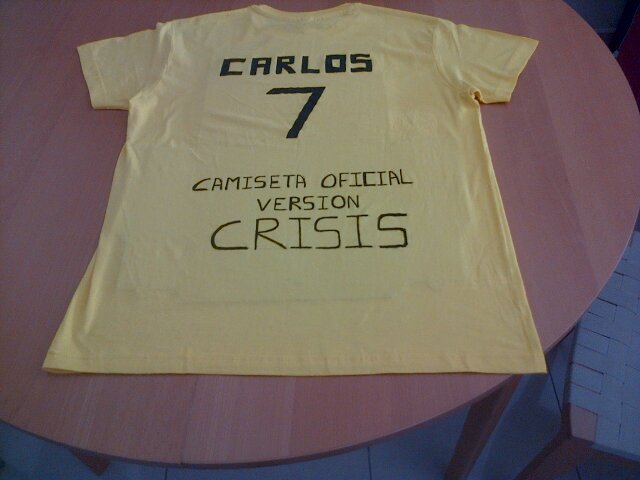 CARLOS
7
CAMISETA OFICIAL
VERSION
CRISIS